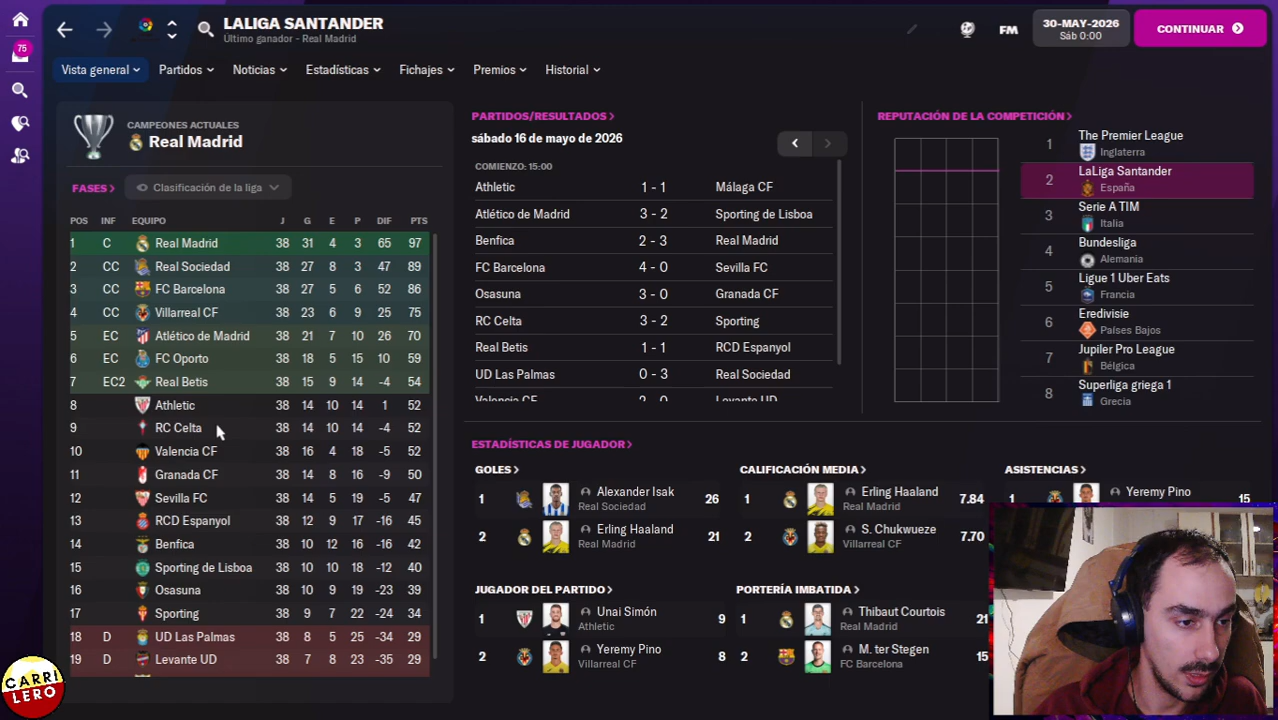 LALIGA SANTANDER
Último ganador - Real Madrid
75
FM
30-MAY-2026
Sáb 0:00
CONTINUAR
Vista general
Partidos
Noticias
Estadísticas
Fichajes
Premios
Historial
CAMPEONES ACTUALES
Real Madrid
FASES
Clasificación de la liga
POS INF EQUIPO J G E P DIF PTS
1 C Real Madrid 38 31 4 3 65 97
2 CC Real Sociedad 38 27 8 3 47 89
3 CC FC Barcelona 38 27 5 6 52 86
4 CC Villarreal CF 38 23 6 9 25 75
5 EC Atlético de Madrid 38 21 7 10 26 70
6 EC FC Oporto 38 18 5 15 10 59
7 EC2 Real Betis 38 15 9 14 -4 54
8 Athletic 38 14 10 14 1 52
9 RC Celta 38 14 10 14 -4 52
10 Valencia CF 38 16 4 18 -5 52
11 Granada CF 38 14 8 16 -9 50
12 Sevilla FC 38 14 5 19 -5 47
13 RCD Espanyol 38 12 9 17 -16 45
14 Benfica 38 10 12 16 -16 42
15 Sporting de Lisboa 38 10 10 18 -12 40
16 Osasuna 38 10 9 19 -23 39
17 Sporting 38 9 7 22 -24 34
18 D UD Las Palmas 38 8 5 25 -34 29
19 D Levante UD 38 7 8 23 -35 29
PARTIDOS/RESULTADOS
sábado 16 de mayo de 2026
COMIENZO: 15:00
Athletic 1 - 1 Málaga CF
Atlético de Madrid 3 - 2 Sporting de Lisboa
Benfica 2 - 3 Real Madrid
FC Barcelona 4 - 0 Sevilla FC
Osasuna 3 - 0 Granada CF
RC Celta 3 - 2 Sporting
Real Betis 1 - 1 RCD Espanyol
UD Las Palmas 0 - 3 Real Sociedad
Valencia CF 2 - 0 Levante UD
REPUTACIÓN DE LA COMPETICIÓN
1 The Premier League
Inglaterra
2 LaLiga Santander
España
3 Serie A TIM
Italia
4 Bundesliga
Alemania
5 Ligue 1 Uber Eats
Francia
6 Eredivisie
Países Bajos
7 Jupiler Pro League
Bélgica
8 Superliga griega 1
Grecia
ESTADÍSTICAS DE JUGADOR
GOLES
1 Alexander Isak 26
Real Sociedad
2 Erling Haaland 21
Real Madrid
CALIFICACIÓN MEDIA
1 Erling Haaland 7.84
Real Madrid
2 S. Chukwueze 7.70
Villarreal CF
ASISTENCIAS
1 Yeremy Pino 15
JUGADOR DEL PARTIDO
1 Unai Simón 9
Athletic
2 Yeremy Pino 8
Villarreal CF
PORTERÍA IMBATIDA
1 Thibaut Courtois 21
Real Madrid
2 M. ter Stegen 15
FC Barcelona
CARRI
LERO